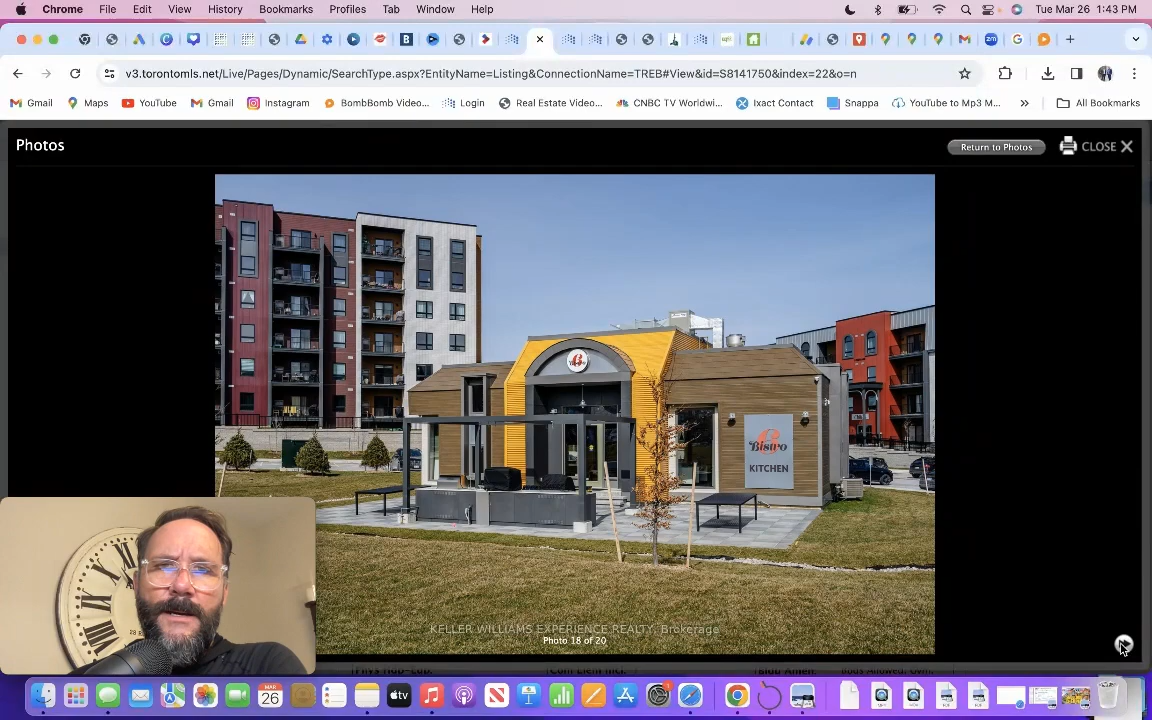 Chrome File Edit View History Bookmarks Profiles Tab Window Help Tue Mar 26 1:43 PM
v3.torontomls.net/Live/Pages/Dynamic/SearchType.aspx?EntityName=Listing&ConnectionName=TREB#View&id=S8141750&index=22&o=n
Gmail Maps YouTube Gmail Instagram BombBomb Video... Login Real Estate Video... CNBC TV Worldwi... Ixact Contact Snappa YouTube to Mp3 M... » All Bookmarks
Photos Return to Photos CLOSE
Bistro
KITCHEN
KELLER WILLIAMS EXPERIENCE REALTY, Brokerage
Photo 18 of 20
MAR
26
tv